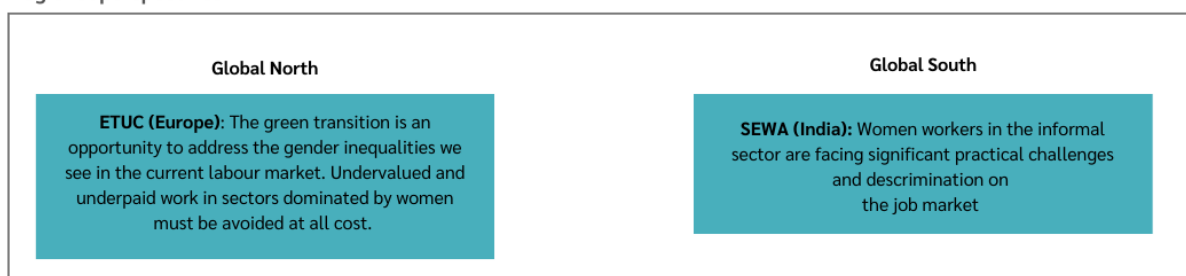 Global North
ETUC (Europe): The green transition is an
opportunity to address the gender inequalities we
see in the current labour market. Undervalued and
underpaid work in sectors dominated by women
must be avoided at all cost.
Global South
SEWA (India): Women workers in the informal
sector are facing significant practical challenges
and descrimination on
the job market